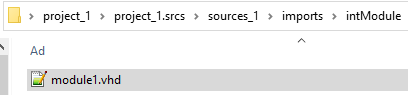 project_1 > project_1.srcs > sources_1 > imports > intModule
Ad
module1.vhd